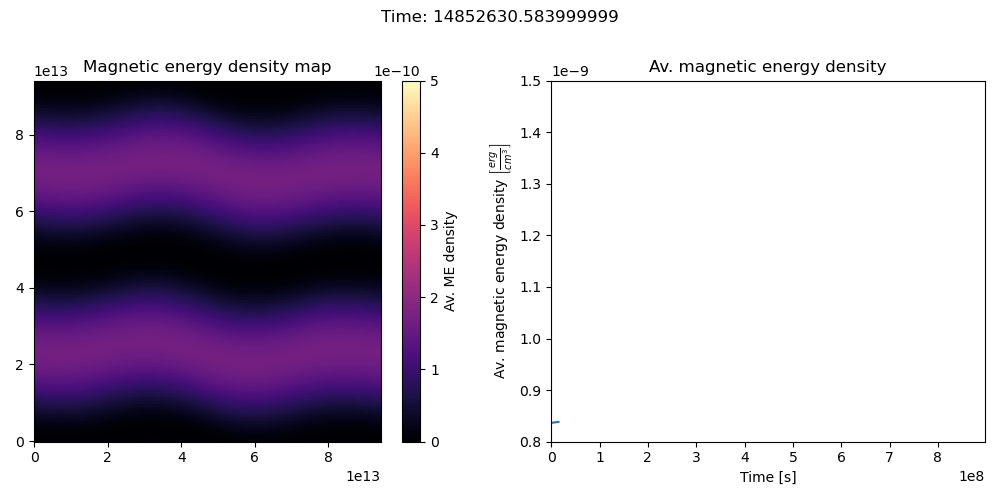 Time: 14852630.583999999
Magnetic energy density map
1e13
1e−10
8
6
4
2
0
0 2 4 6 8
1e13
5
4
3
2
1
0
Av. ME density
Av. magnetic energy density
1e−9
1.5
1.4
1.3
1.2
1.1
1.0
0.9
0.8
Av. magnetic energy density [erg/cm³]
0 1 2 3 4 5 6 7 8
Time [s]
1e8